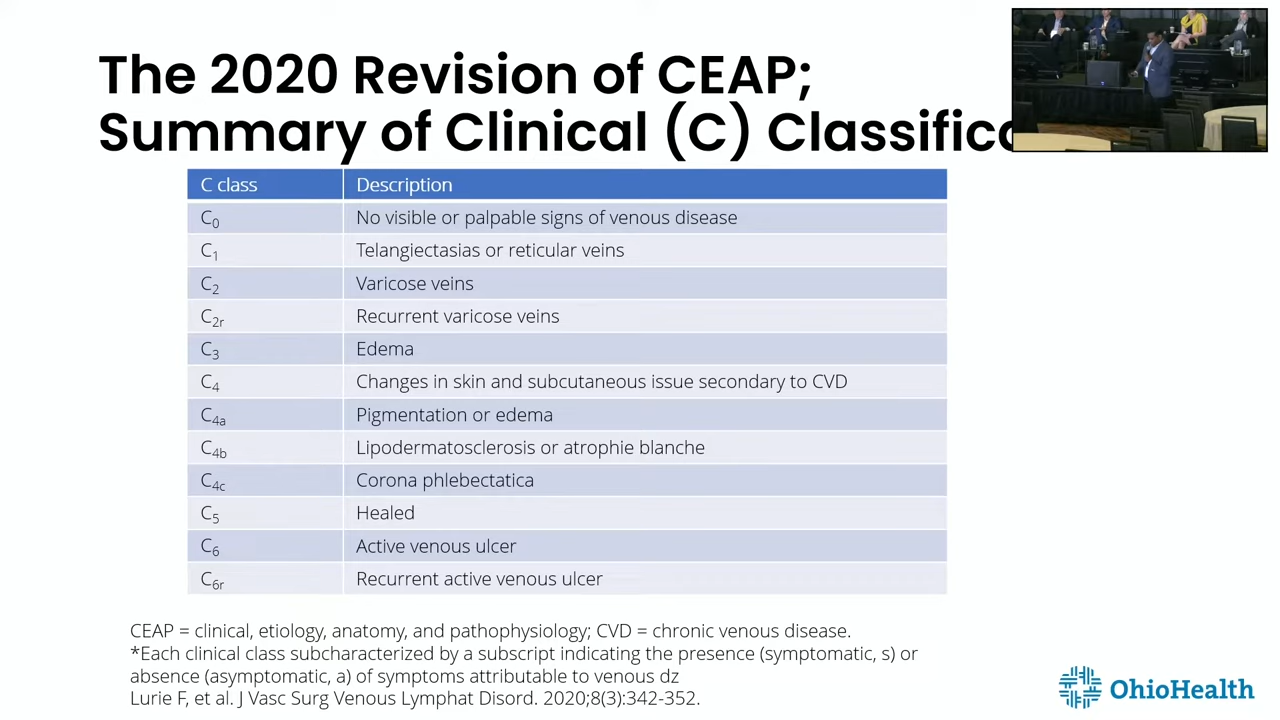 The 2020 Revision of CEAP;
Summary of Clinical (C) Classifica
C class Description
C0 No visible or palpable signs of venous disease
C1 Telangiectasias or reticular veins
C2 Varicose veins
C2r Recurrent varicose veins
C3 Edema
C4 Changes in skin and subcutaneous issue secondary to CVD
C4a Pigmentation or edema
C4b Lipodermatosclerosis or atrophie blanche
C4c Corona phlebectatica
C5 Healed
C6 Active venous ulcer
C6r Recurrent active venous ulcer
CEAP = clinical, etiology, anatomy, and pathophysiology; CVD = chronic venous disease.
*Each clinical class subcharacterized by a subscript indicating the presence (symptomatic, s) or
absence (asymptomatic, a) of symptoms attributable to venous dz
Lurie F, et al. J Vasc Surg Venous Lymphat Disord. 2020;8(3):342-352.
OhioHealth